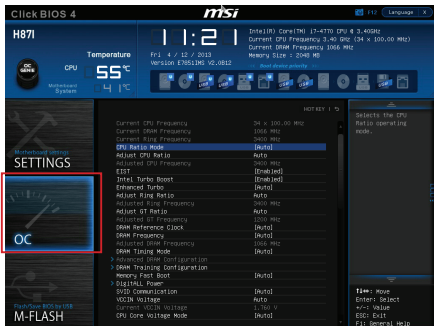 Click BIOS 4
msi
F12
Language
X
H87I
11:21
Fri 4 / 12 / 2013
Version E7851IMS V2.0B12
Intel(R) Core(TM) i7-4770 CPU @ 3.40GHz
Current CPU Frequency 3.40 GHz (34 x 100.00 MHz)
Current DRAM Frequency 1066 MHz
Memory Size : 2048 MB
Boot device priority
Temperature
OC GENIE
CPU
55°C
Motherboard
System
41°C
HOT KEY
Current CPU Frequency 34 x 100.00 MHz
Current DRAM Frequency 1066 MHz
Current Ring Frequency 3400 MHz
CPU Ratio Mode [Auto]
Adjust CPU Ratio Auto
Adjusted CPU Frequency 3400 MHz
EIST [Enabled]
Intel Turbo Boost [Enabled]
Enhanced Turbo [Auto]
Adjust Ring Ratio Auto
Adjusted Ring Frequency 3400 MHz
Adjust GT Ratio Auto
Adjusted GT Frequency 1200 MHz
DRAM Reference Clock [Auto]
DRAM Frequency [Auto]
Adjusted DRAM Frequency 1066 MHz
DRAM Timing Mode [Auto]
> Advanced DRAM Configuration
> DRAM Training Configuration
Memory Fast Boot [Auto]
> DigitALL Power
SVID Communication [Auto]
VCCIN Voltage Auto
Current VCCIN Voltage 1.760 V
CPU Core Voltage Mode [Auto]
Motherboard settings
SETTINGS
OC
Flash/Save BIOS by USB
M-FLASH
Selects the CPU
Ratio operating
mode.
↑↓←→: Move
Enter: Select
+/-: Value
ESC: Exit
F1: General Help